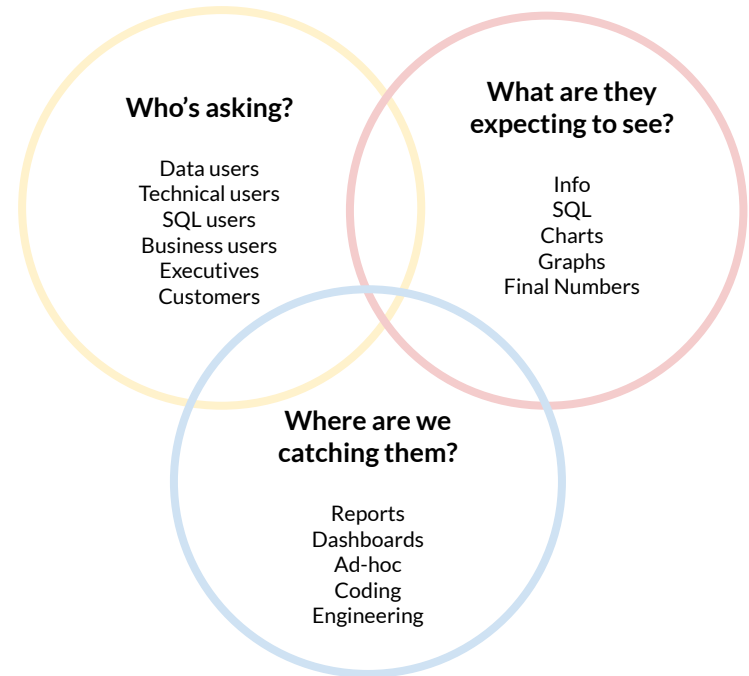 Who’s asking?
Data users
Technical users
SQL users
Business users
Executives
Customers
What are they
expecting to see?
Info
SQL
Charts
Graphs
Final Numbers
Where are we
catching them?
Reports
Dashboards
Ad-hoc
Coding
Engineering